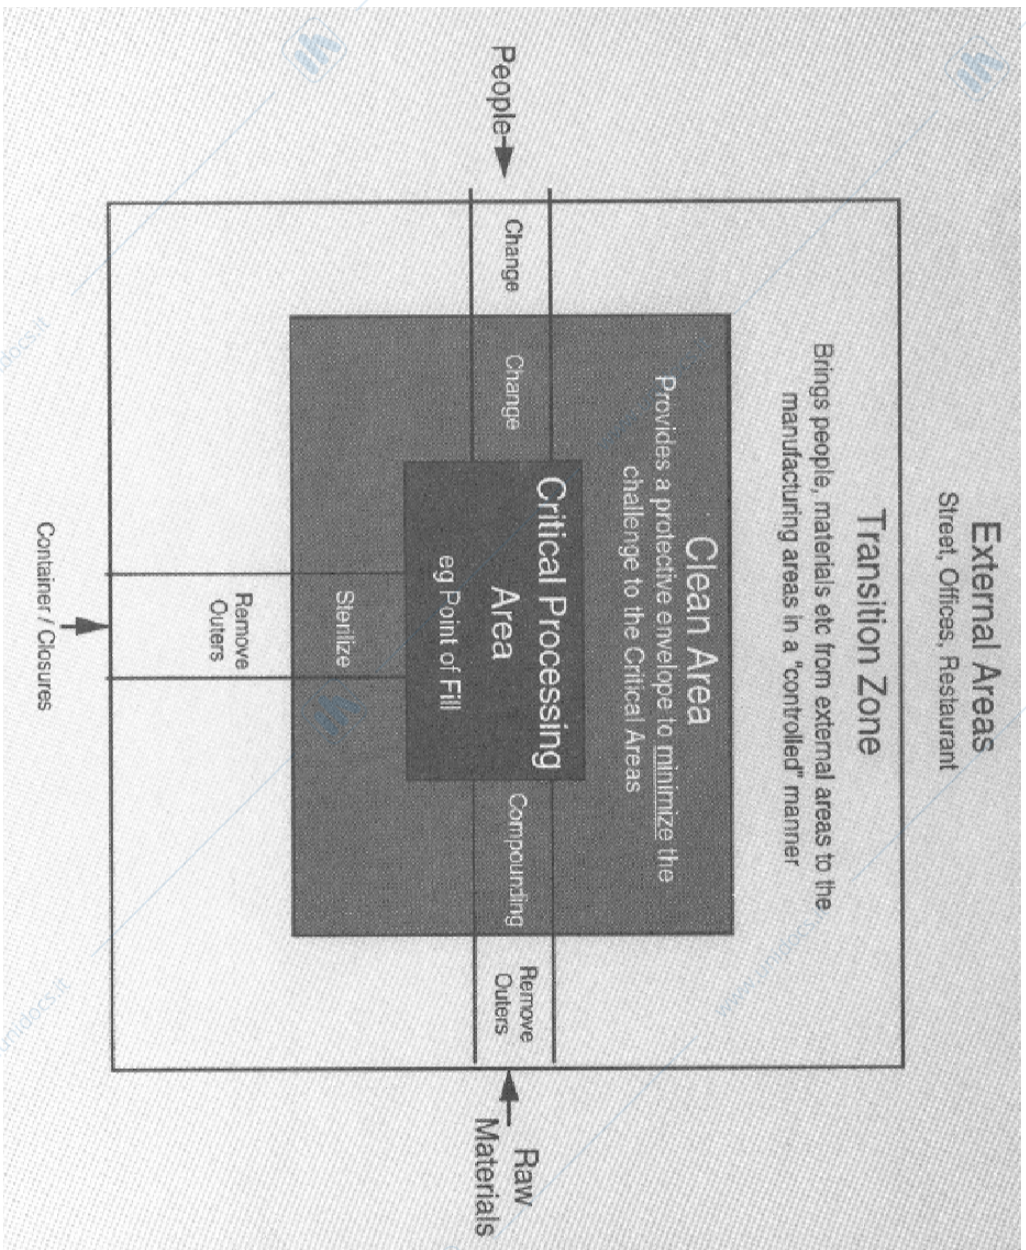 External Areas
Street, Offices, Restaurant
Transition Zone
Brings people, materials etc from external areas to the
manufacturing areas in a "controlled" manner
Clean Area
Provides a protective envelope to minimize the
challenge to the Critical Areas
People
Change
Change
Critical Processing
Area
eg Point of Fill
Compounding
Remove
Outers
Raw
Materials
Sterilize
Remove
Outers
Container / Closures